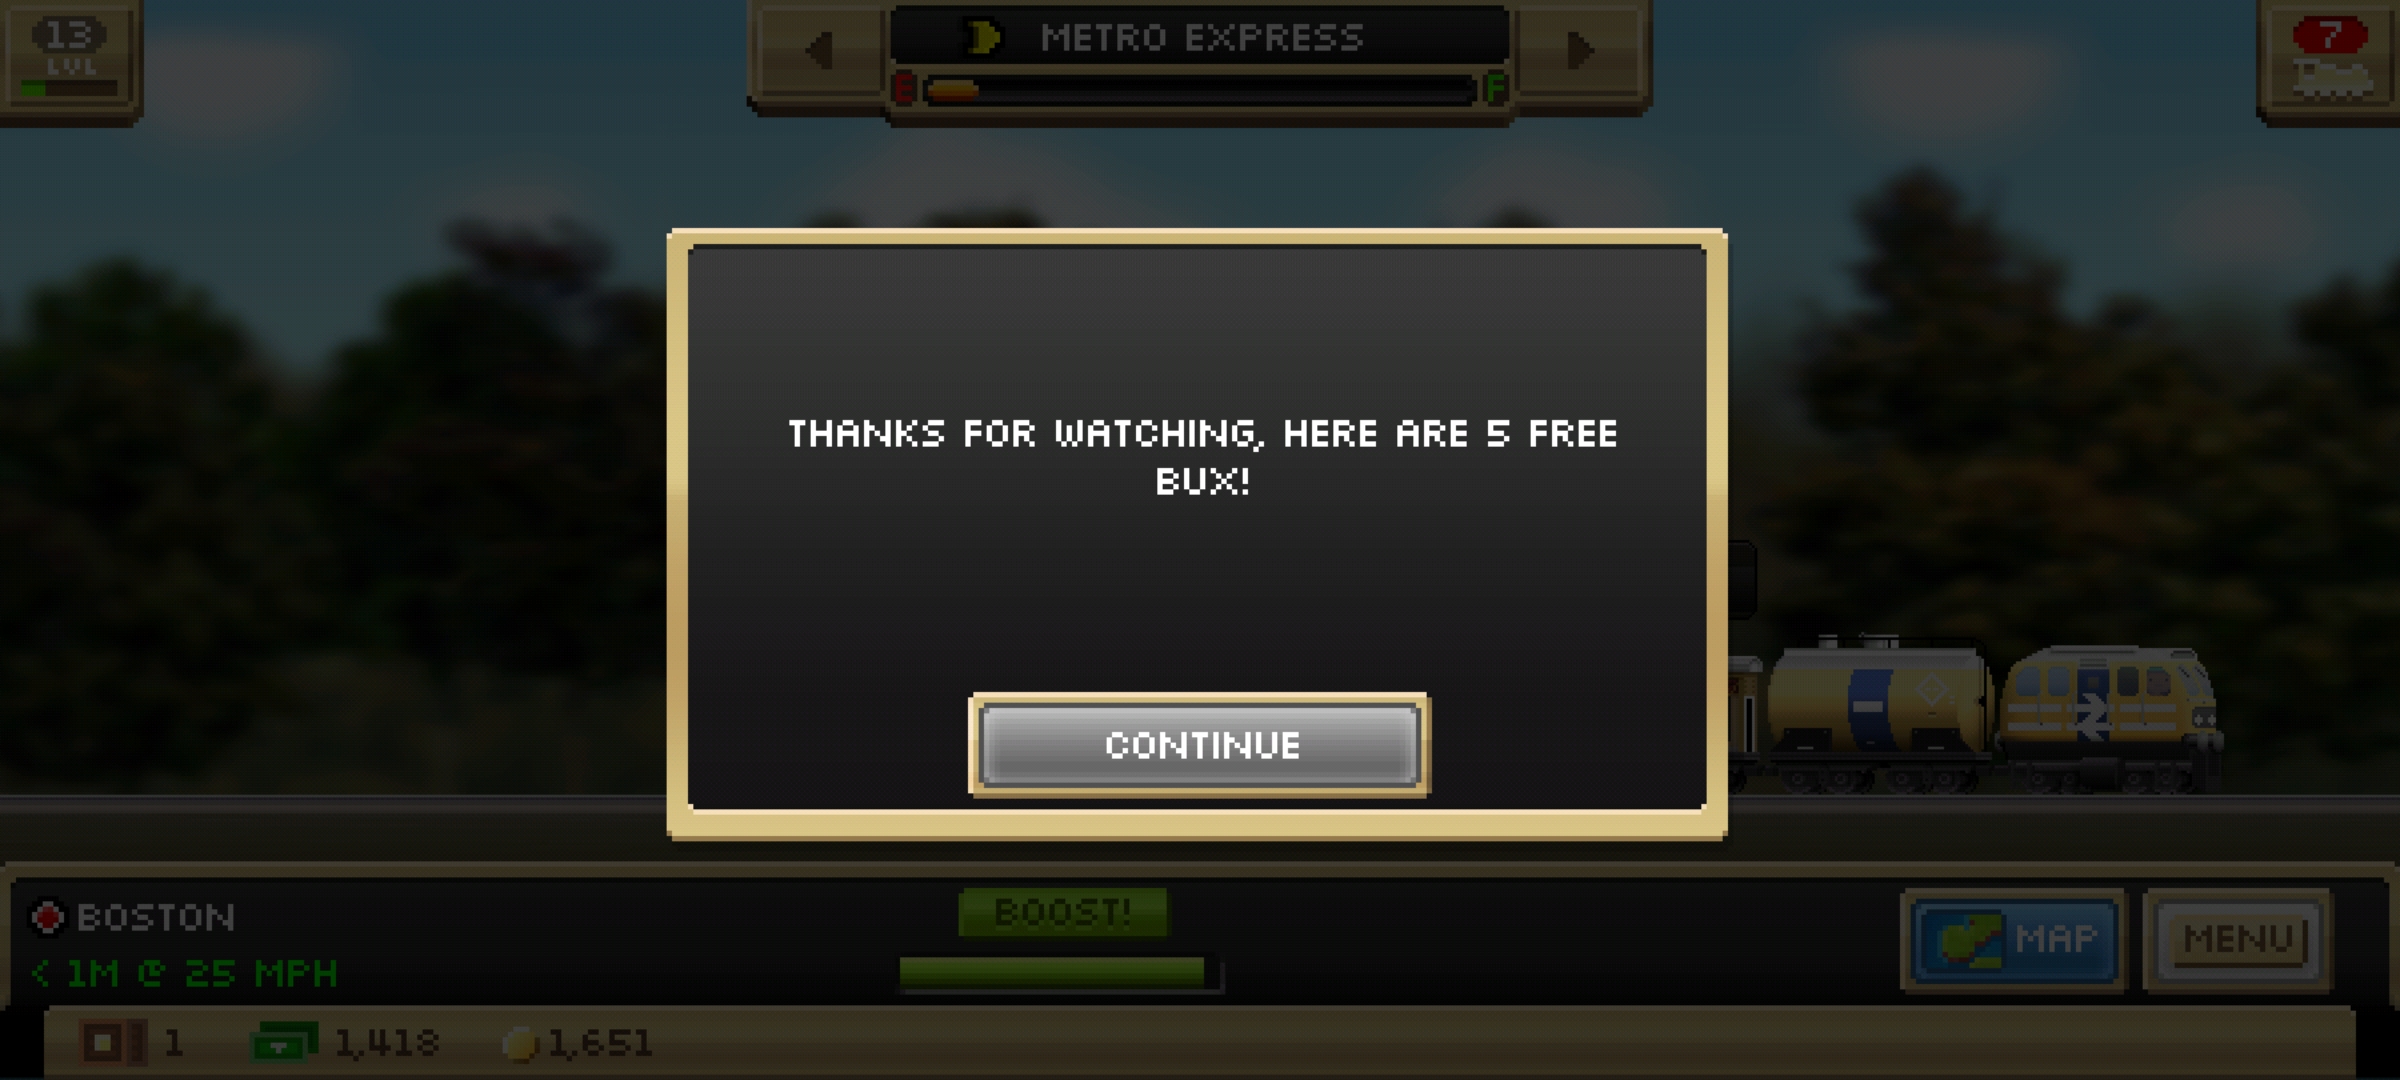 13
LVL
METRO EXPRESS
E F
7
THANKS FOR WATCHING, HERE ARE 5 FREE
BUX!
CONTINUE
BOSTON
< 1M @ 25 MPH
BOOST!
MAP
MENU
1 1,418 1,651